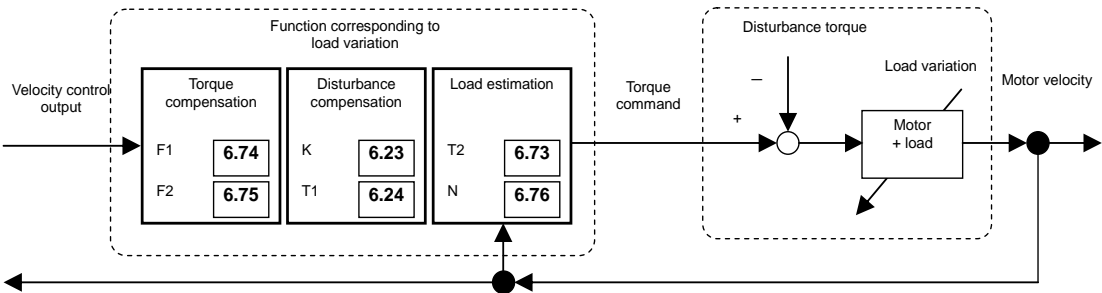 Function corresponding to
load variation
Disturbance torque
Velocity control
output
Torque
compensation
F1 6.74
F2 6.75
Disturbance
compensation
K 6.23
T1 6.24
Load estimation
T2 6.73
N 6.76
Torque
command
+
–
Load variation
Motor
+ load
Motor velocity